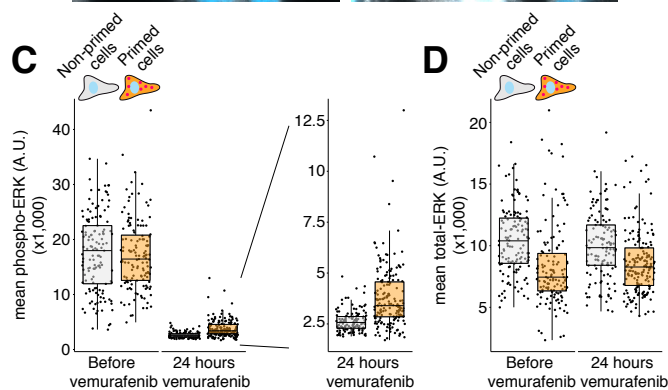 C
Non-primed
cells
Primed
cells
mean phospho-ERK (A.U.)
(x1,000)
40
30
20
10
0
Before
vemurafenib
24 hours
vemurafenib
12.5
7.5
5
2.5
24 hours
vemurafenib
D
Non-primed
cells
Primed
cells
mean total-ERK (A.U.)
(x1,000)
20
15
10
5
Before
vemurafenib
24 hours
vemurafenib